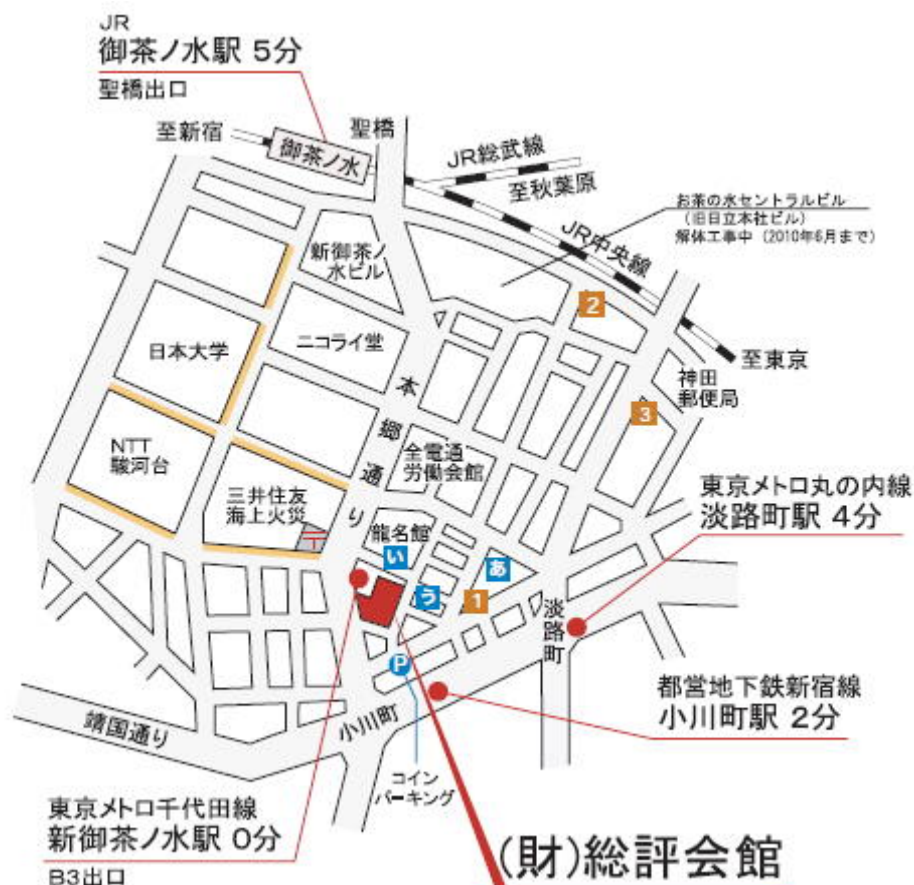 JR
御茶ノ水駅 5分
聖橋出口
至新宿
御茶ノ水
聖橋
JR総武線
至秋葉原
お茶の水セントラルビル
(旧日立本社ビル)
解体工事中 (2010年6月まで)
JR中央線
新御茶ノ
水ビル
2
日本大学
ニコライ堂
至東京
神田
郵便局
3
本郷通り
NTT
駿河台
全電通
労働会館
三井住友
海上火災
〒
東京メトロ丸の内線
淡路町駅 4分
龍名館
い
あ
う
1
淡路町
P
都営地下鉄新宿線
小川町駅 2分
靖国通り
小川町
コイン
パーキング
東京メトロ千代田線
新御茶ノ水駅 0分
B3出口
(財)総評会館